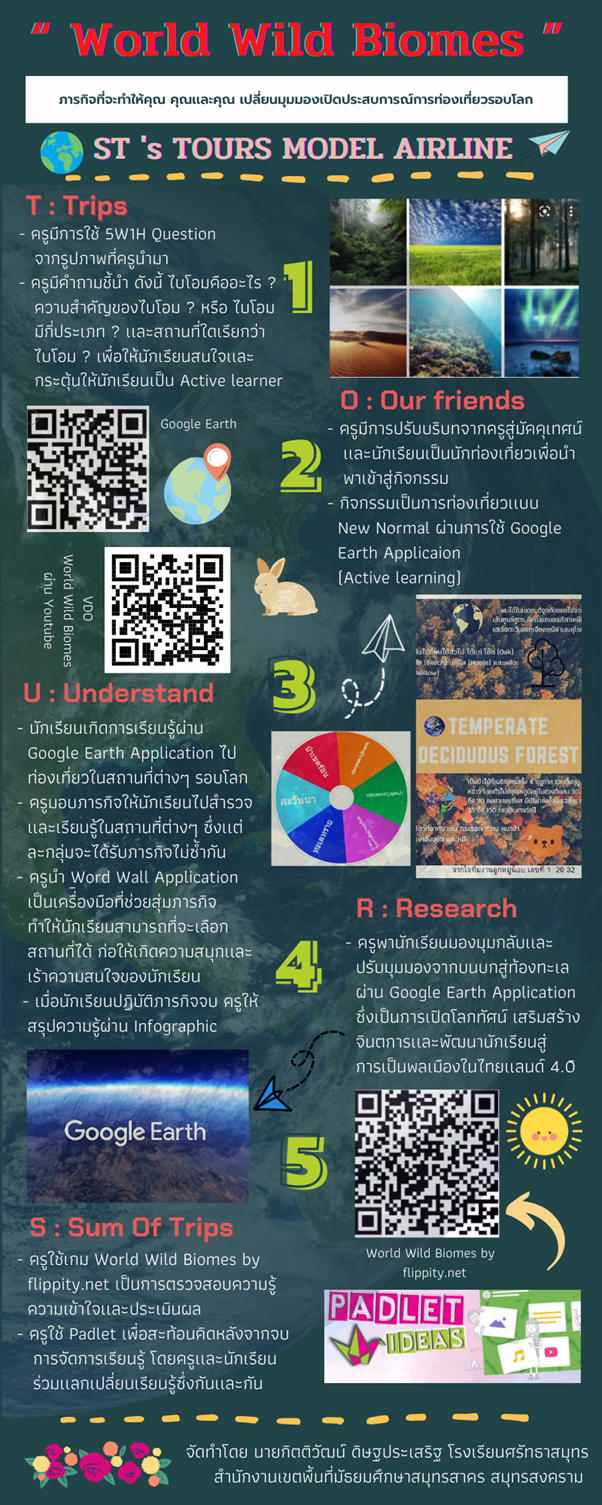 " World Wild Biomes "
ภารกิจที่จะทำให้คุณ คุณและคุณ เปลี่ยนมุมมองเปิดประสบการณ์การท่องเที่ยวรอบโลก
ST 's TOURS MODEL AIRLINE
T : Trips
- ครูมีการใช้ 5W1H Question
จากรูปภาพที่ครูนำมา
- ครูมีคำถามชี้นำ ดังนี้ ไบโอมคืออะไร ?
ความสำคัญของไบโอม ? หรือ ไบโอม
มีกี่ประเภท ? และสถานที่ใดเรียกว่า
ไบโอม ? เพื่อให้นักเรียนสนใจและ
กระตุ้นให้นักเรียนเป็น Active learner
1
Google Earth
VDO
World Wild Biomes
ผ่าน Youtube
O : Our friends
2
- ครูมีการปรับบริบทจากครูสู่มัคคุเทศน์
และนักเรียนเป็นนักท่องเที่ยวเพื่อนำ
พาเข้าสู่กิจกรรม
- กิจกรรมเป็นการท่องเที่ยวแบบ
New Normal ผ่านการใช้ Google
Earth Applicaion
(Active learning)
3
U : Understand
- นักเรียนเกิดการเรียนรู้ผ่าน
Google Earth Application ไป
ท่องเที่ยวในสถานที่ต่างๆ รอบโลก
- ครูมอบภารกิจให้นักเรียนไปสำรวจ
และเรียนรู้ในสถานที่ต่างๆ ซึ่งแต่
ละกลุ่มจะได้รับภารกิจไม่ซ้ำกัน
- ครูนำ Word Wall Application
เป็นเครื่องมือที่ช่วยสุ่มภารกิจ
ทำให้นักเรียนสามารถที่จะเลือก
สถานที่ได้ ก่อให้เกิดความสนุกและ
เร้าความสนใจของนักเรียน
- เมื่อนักเรียนปฏิบัติภารกิจจบ ครูให้
สรุปความรู้ผ่าน Infographic
ป่าเขตร้อน
สะวันนา
ทะเลทราย
(Oak)
(Maple)
TEMPERATE
DECIDUOUS FOREST
เลขที่ 1 20 32
R : Research
4
- ครูพานักเรียนมองมุมกลับและ
ปรับมุมมองจากบนบกสู่ท้องทะเล
ผ่าน Google Earth Application
ซึ่งเป็นการเปิดโลกทัศน์ เสริมสร้าง
จินตการและพัฒนานักเรียนสู่
การเป็นพลเมืองในไทยแลนด์ 4.0
Google Earth
5
World Wild Biomes by
flippity.net
S : Sum Of Trips
- ครูใช้เกม World Wild Biomes by
flippity.net เป็นการตรวจสอบความรู้
ความเข้าใจและประเมินผล
- ครูใช้ Padlet เพื่อสะท้อนคิดหลังจากจบ
การจัดการเรียนรู้ โดยครูและนักเรียน
ร่วมแลกเปลี่ยนเรียนรู้ซึ่งกันและกัน
PADLET
IDEAS
จัดทำโดย นายกิตติวัฒน์ ดิษฐประเสริฐ โรงเรียนศรัทธาสมุทร
สำนักงานเขตพื้นที่มัธยมศึกษาสมุทรสาคร สมุทรสงคราม